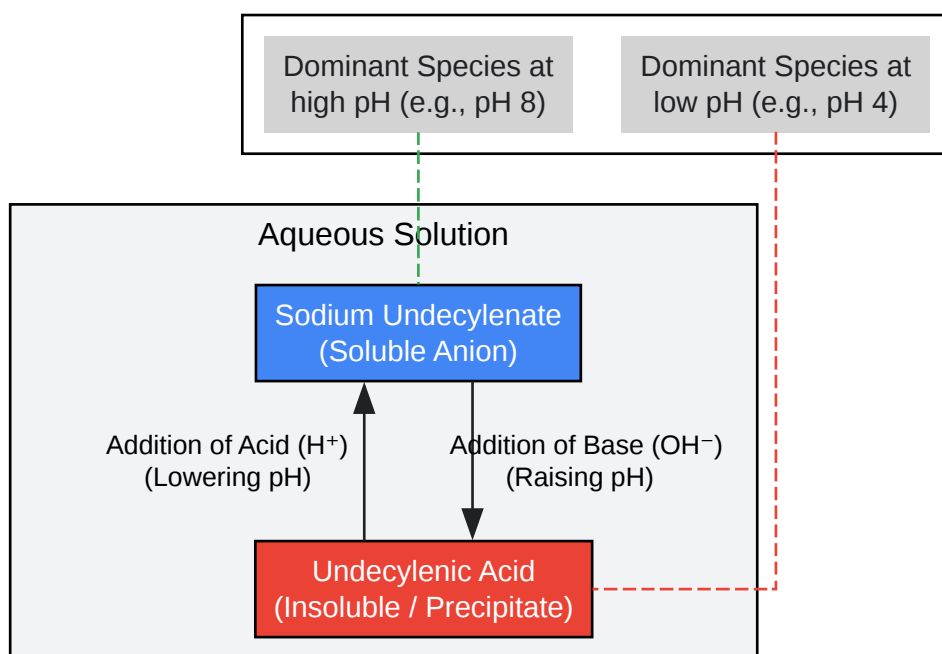 Dominant Species at
high pH (e.g., pH 8)
Dominant Species at
low pH (e.g., pH 4)
Aqueous Solution
Sodium Undecylenate
(Soluble Anion)
Addition of Acid (H⁺)
(Lowering pH)
Addition of Base (OH⁻)
(Raising pH)
Undecylenic Acid
(Insoluble / Precipitate)